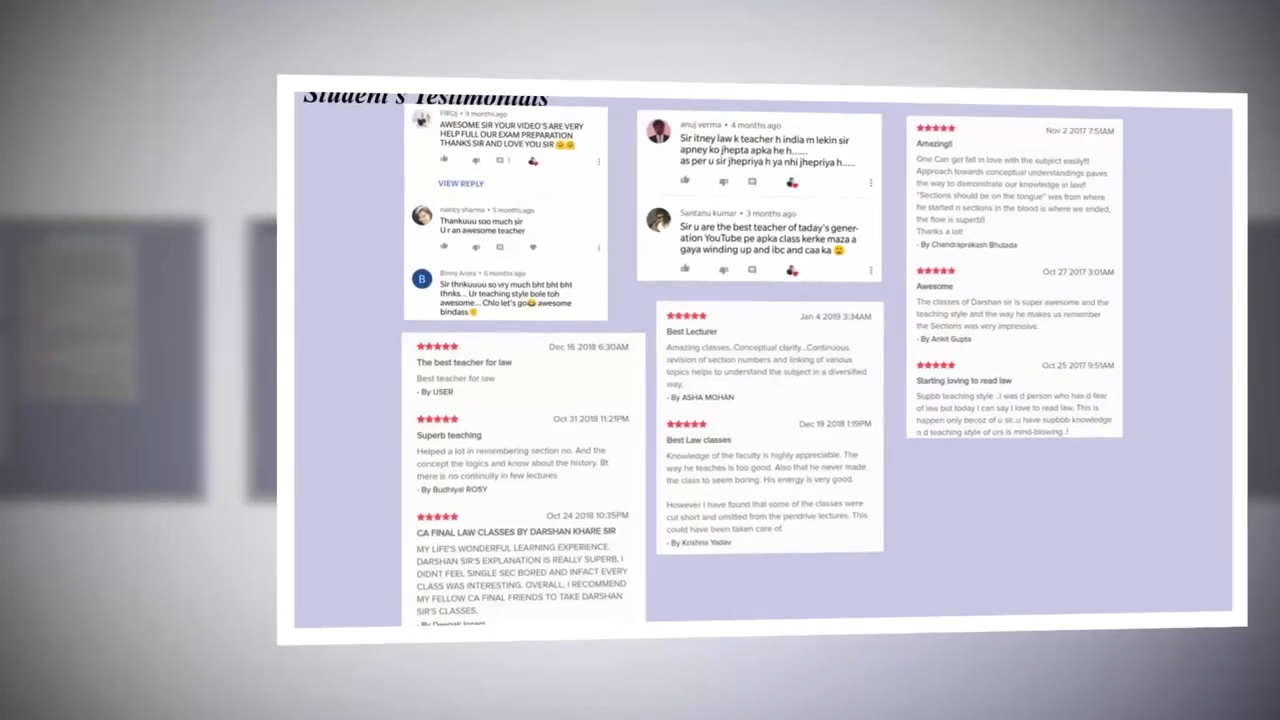 Student's Testimonials
FIROJ • 9 months ago
AWESOME SIR YOUR VIDEO'S ARE VERY
HELP FULL OUR EXAM PREPARATION
THANKS SIR AND LOVE YOU SIR 🤗🤗
1
VIEW REPLY
naincy sharma • 5 months ago
Thankuuu soo much sir
U r an awesome teacher
B
Binny Arora • 6 months ago
Sir thnkuuuu so vry much bht bht bht
thnks... Ur teaching style bole toh
awesome... Chlo let's go😂 awesome
bindass✊
Dec 16 2018 6:30AM
The best teacher for law
Best teacher for law
- By USER
Oct 31 2018 11:21PM
Superb teaching
Helped a lot in remembering section no. And the
concept the logics and know about the history. Bt
there is no continuity in few lectures
- By Budhiyal ROSY
Oct 24 2018 10:35PM
CA FINAL LAW CLASSES BY DARSHAN KHARE SIR
MY LIFE'S WONDERFUL LEARNING EXPERIENCE,
DARSHAN SIR'S EXPLANATION IS REALLY SUPERB, I
DIDNT FEEL SINGLE SEC BORED AND INFACT EVERY
CLASS WAS INTERESTING. OVERALL, I RECOMMEND
MY FELLOW CA FINAL FRIENDS TO TAKE DARSHAN
SIR'S CLASSES.
- By Deepak
anuj verma • 4 months ago
Sir itney law k teacher h india m lekin sir
apney ko jhepta apka he h......
as per u sir jhepriya h ya nhi jhepriya h.....
Santanu kumar • 3 months ago
Sir u are the best teacher of taday's gener-
ation YouTube pe apka class kerke maza a
gaya winding up and ibc and caa ka 😀
Jan 4 2019 3:34AM
Best Lecturer
Amazing classes..Conceptual clarity...Continuous
revision of section numbers and linking of various
topics helps to understand the subject in a diversified
way.
- By ASHA MOHAN
Dec 19 2018 1:19PM
Best Law classes
Knowledge of the faculty is highly appreciable. The
way he teaches is too good. Also that he never made
the class to seem boring. His energy is very good.
However I have found that some of the classes were
cut short and omitted from the pendrive lectures. This
could have been taken care of.
- By Krishna Yadav
Nov 2 2017 7:51AM
Amazing!!
One Can get fall in love with the subject easily!!!
Approach towards conceptual understandings paves
the way to demonstrate our knowledge in law!!
"Sections should be on the tongue" was from where
he started n sections in the blood is where we ended,
the flow is superb!!
Thanks a lot!
- By Chandraprakash Bhutada
Oct 27 2017 3:01AM
Awesome
The classes of Darshan sir is super awesome and the
teaching style and the way he makes us remember
the Sections was very impressive.
- By Ankit Gupta
Oct 25 2017 9:51AM
Starting loving to read law
Supbb teaching style ..I was d person who has d fear
of law but today I can say I love to read law. This is
happen only becoz of u sir..u have supbbb knowledge
n d teaching style of urs is mind-blowing..!